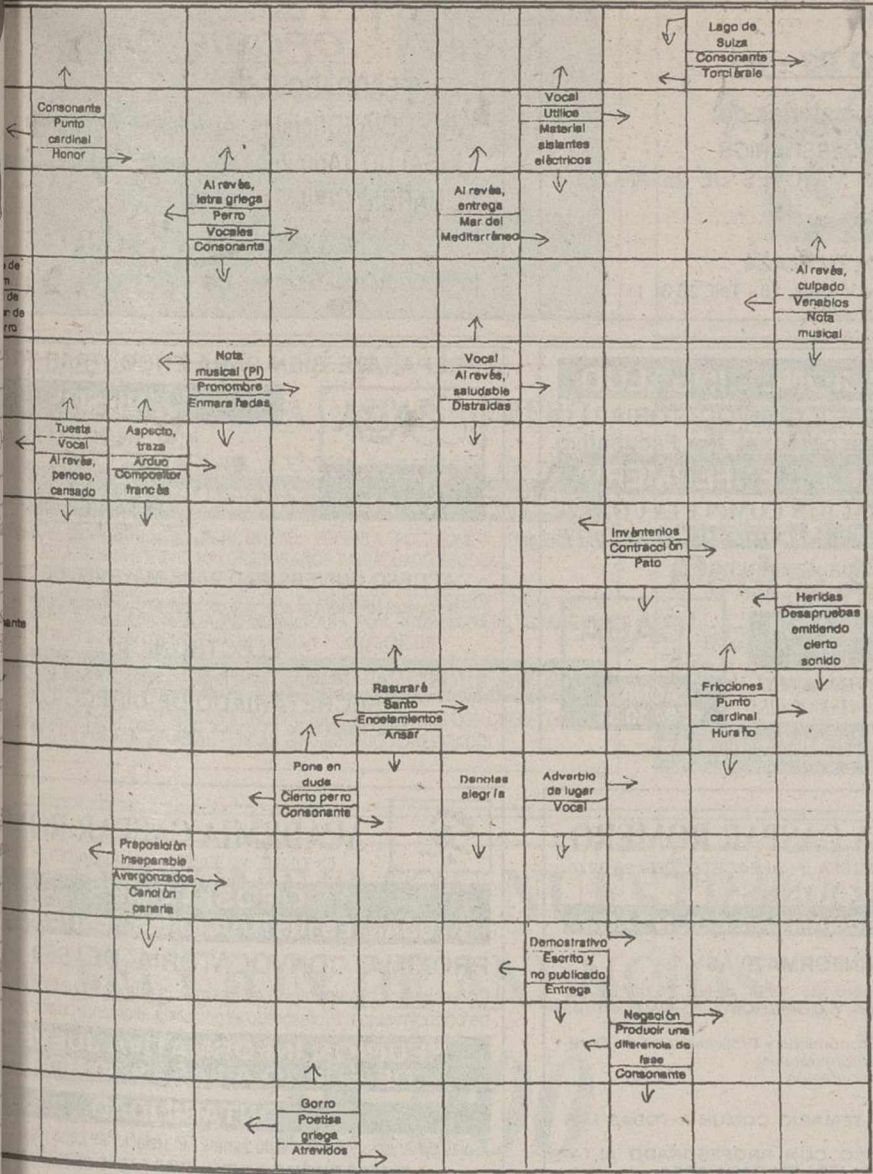 Lago de
Suiza
Consonante
Torciérale
Consonante
Punto
cardinal
Honor
Vocal
Utilice
Material
aislantes
eléctricos
Al revés,
letra griega
Perro
Vocales
Consonante
Al revés,
entrega
Mar del
Mediterráneo
Al revés,
culpado
Venablos
Nota
musical
Nota
musical (Pl)
Pronombre
Enmarañadas
Vocal
Al revés,
saludable
Distraidas
Tuesta
Vocal
Al revés,
penoso,
cansado
Aspecto,
traza
Arduo
Compositor
francés
Inventenlos
Contracción
Pato
Heridas
Desapruebas
emitiendo
cierto
sonido
Rasuraré
Santo
Encelamientos
Ansar
Fricciones
Punto
cardinal
Huraño
Pone en
duda
Cierto perro
Consonante
Denotas
alegría
Adverbio
de lugar
Vocal
Preposición
inseparable
Avergonzados
Canción
canaria
Demostrativo
Escrito y
no publicado
Entrega
Negación
Producir una
diferencia de
fase
Consonante
Gorro
Poetisa
griega
Atrevidos